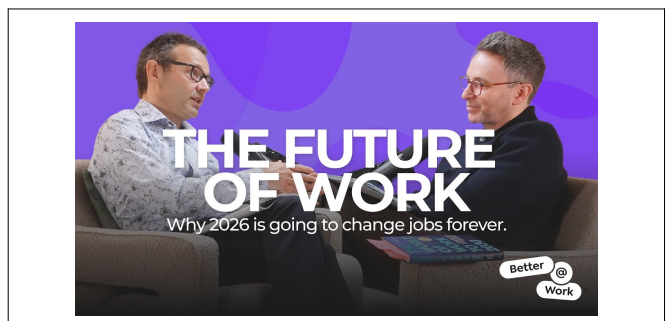 THE FUTURE
OF WORK
Why 2026 is going to change jobs forever.
Better
@
Work